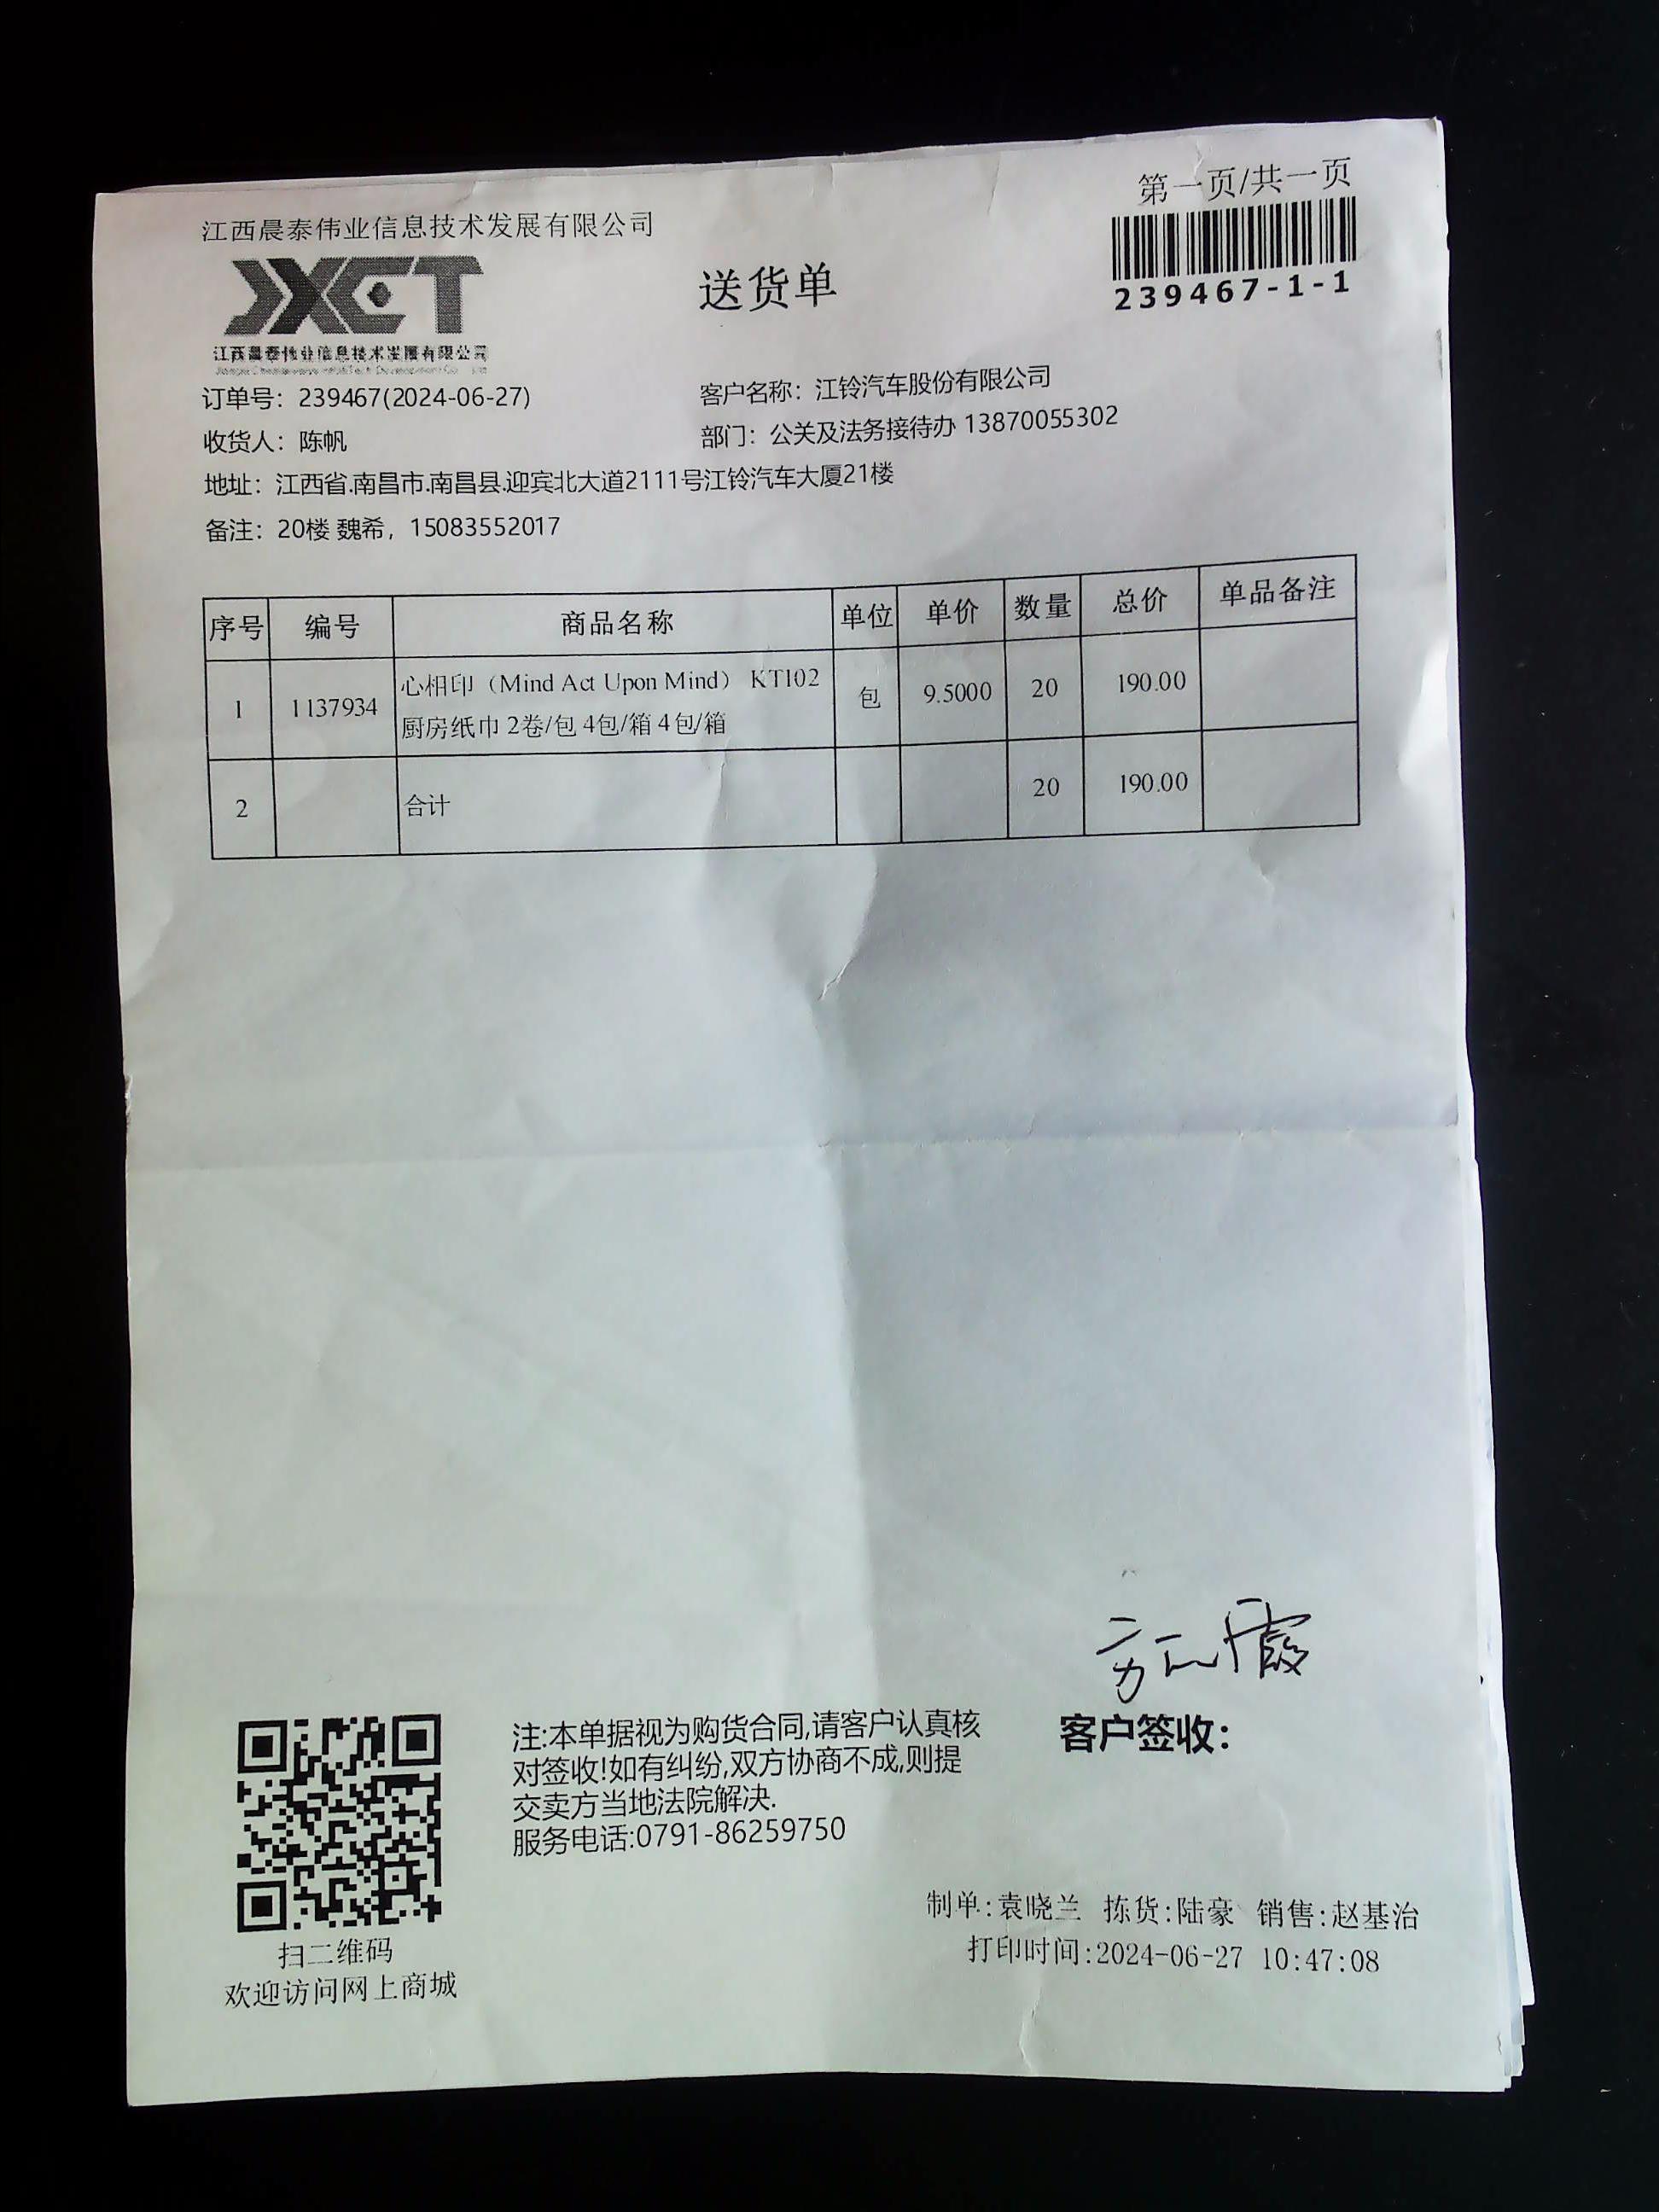 第一页/共一页
江西晨泰伟业信息技术发展有限公司
JXCT
江西晨泰伟业信息技术发展有限公司
送货单
239467-1-1
订单号：239467(2024-06-27)
客户名称：江铃汽车股份有限公司
收货人：陈帆
部门：公关及法务接待办 13870055302
地址：江西省.南昌市.南昌县.迎宾北大道2111号江铃汽车大厦21楼
备注：20楼 魏希，15083552017
序号 编号 商品名称 单位 单价 数量 总价 单品备注
1 1137934 心相印（Mind Act Upon Mind） KT102 包 9.5000 20 190.00
厨房纸巾 2卷/包 4包/箱 4包/箱
2 合计 20 190.00
注:本单据视为购货合同,请客户认真核
对签收!如有纠纷,双方协商不成,则提
交卖方当地法院解决.
服务电话:0791-86259750
客户签收：
扫二维码
欢迎访问网上商城
制单:袁晓兰 拣货:陆豪 销售:赵基治
打印时间:2024-06-27 10:47:08